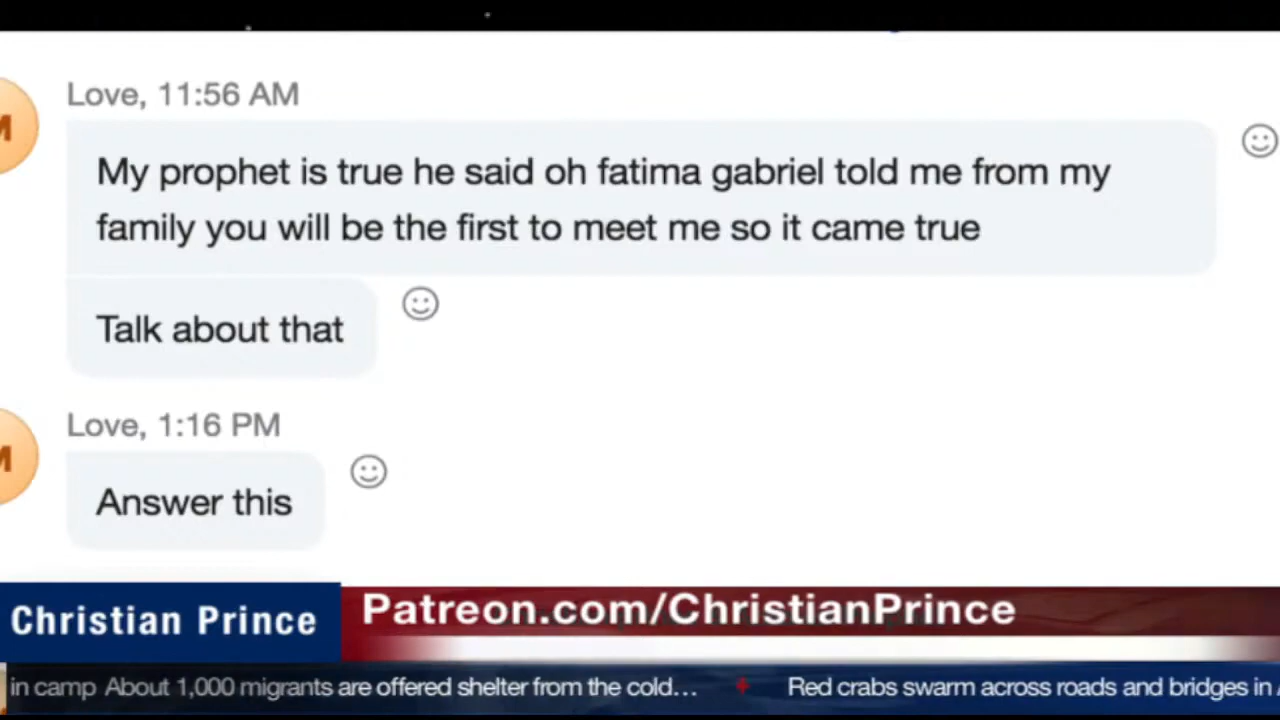 Love, 11:56 AM
My prophet is true he said oh fatima gabriel told me from my
family you will be the first to meet me so it came true
Talk about that
Love, 1:16 PM
Answer this
Christian Prince
Patreon.com/ChristianPrince
in camp About 1,000 migrants are offered shelter from the cold… Red crabs swarm across roads and bridges in